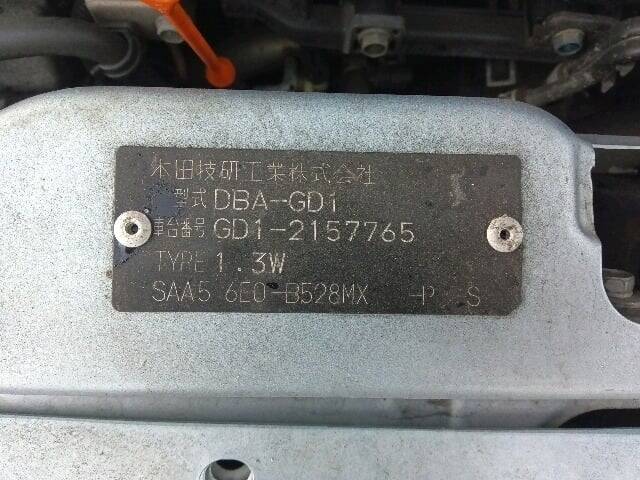 本田技研工業株式会社
型式 DBA-GD1
車台番号 GD1-2157765
TYPE 1.3W
SAA5 6E0-B528MX -P S